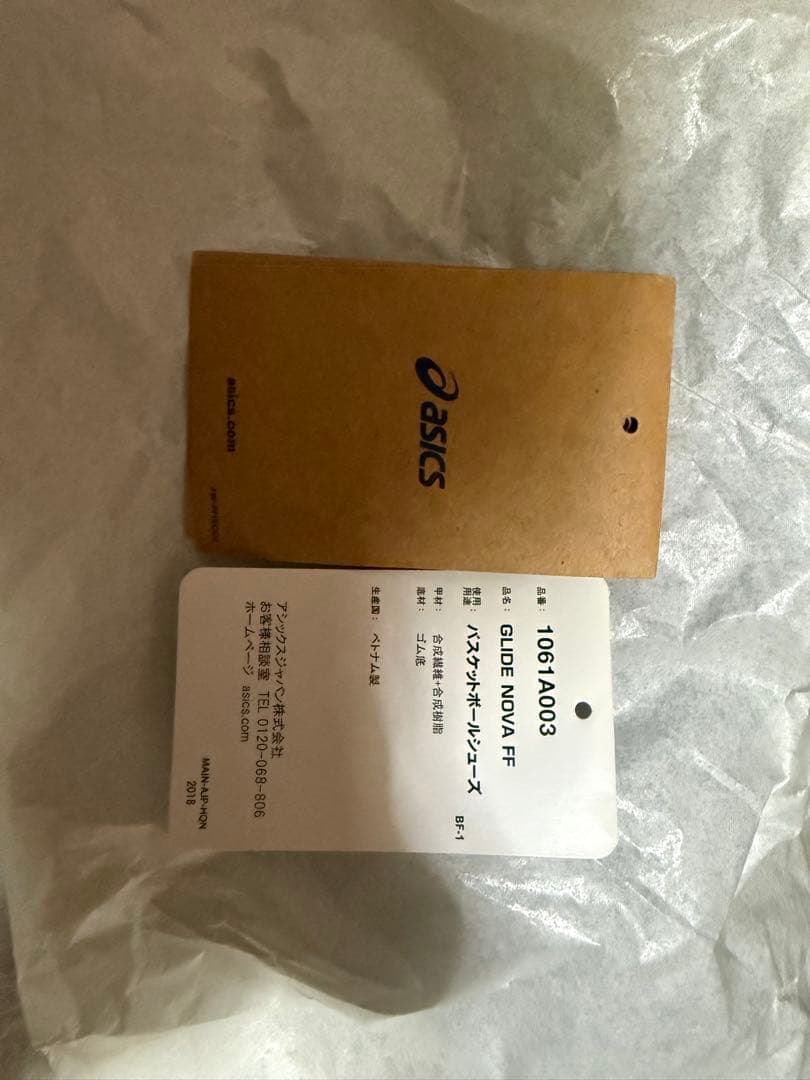 asics
asics.com
品番: 1061A003
品名: GLIDE NOVA FF
使用用途: バスケットボールシューズ
BF-1
甲材: 合成繊維+合成樹脂
底材: ゴム底
生産国: ベトナム製
アシックスジャパン株式会社
お客様相談室 TEL 0120-068-806
ホームページ asics.com
MAIN-AJP-HQN
2018